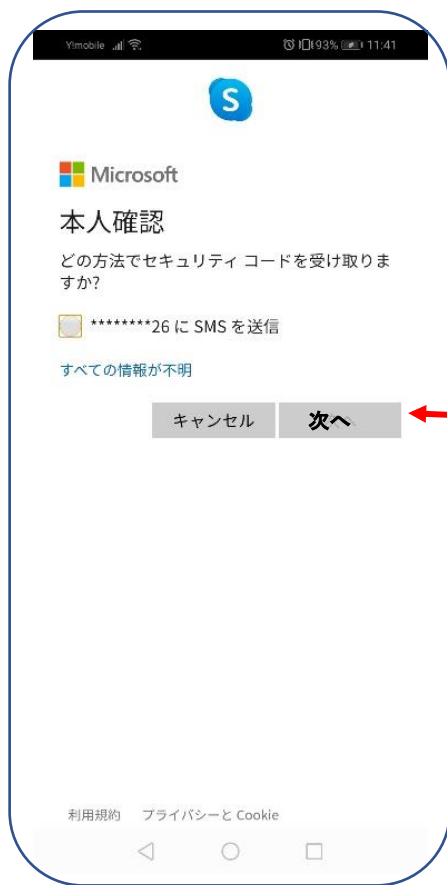 Y!mobile 93% 11:41
S
Microsoft
本人確認
どの方法でセキュリティ コードを受け取りま
すか?
********26 に SMS を送信
すべての情報が不明
キャンセル 次へ
利用規約 プライバシーと Cookie